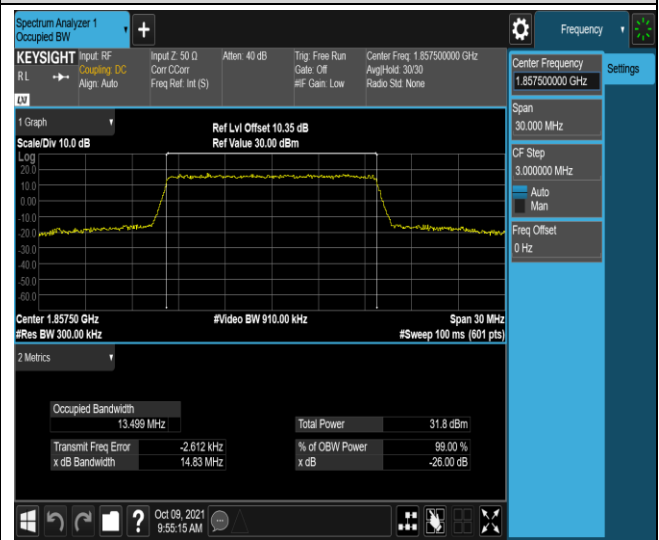 Spectrum Analyzer 1
Occupied BW
Frequency
KEYSIGHT
R L
LXI
Input: RF
Coupling: DC
Align: Auto
Input Z: 50 Ω
Corr CCorr
Freq Ref: Int (S)
Atten: 40 dB
Trig: Free Run
Gate: Off
#IF Gain: Low
Center Freq: 1.857500000 GHz
Avg|Hold: 30/30
Radio Std: None
Center Frequency
1.857500000 GHz
Settings
Span
30.000 MHz
CF Step
3.000000 MHz
Auto
Man
Freq Offset
0 Hz
1 Graph
Scale/Div 10.0 dB
Ref Lvl Offset 10.35 dB
Ref Value 30.00 dBm
Log
20.0
10.0
0.00
-10.0
-20.0
-30.0
-40.0
-50.0
-60.0
Center 1.85750 GHz
#Video BW 910.00 kHz
Span 30 MHz
#Res BW 300.00 kHz
#Sweep 100 ms (601 pts)
2 Metrics
Occupied Bandwidth
13.499 MHz
Total Power 31.8 dBm
Transmit Freq Error -2.612 kHz
% of OBW Power 99.00 %
x dB Bandwidth 14.83 MHz
x dB -26.00 dB
Oct 09, 2021
9:55:15 AM